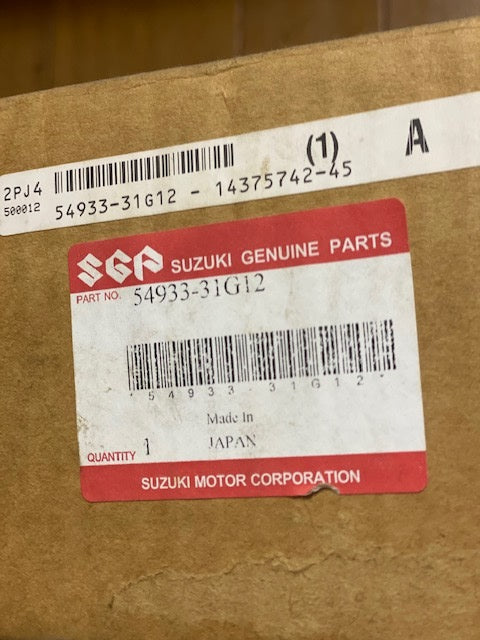 2PJ4
500012
(1) A
54933-31G12 - 14375742-45
SGP SUZUKI GENUINE PARTS
PART NO. 54933-31G12
*54933-31G12*
Made In
JAPAN
QUANTITY 1
SUZUKI MOTOR CORPORATION